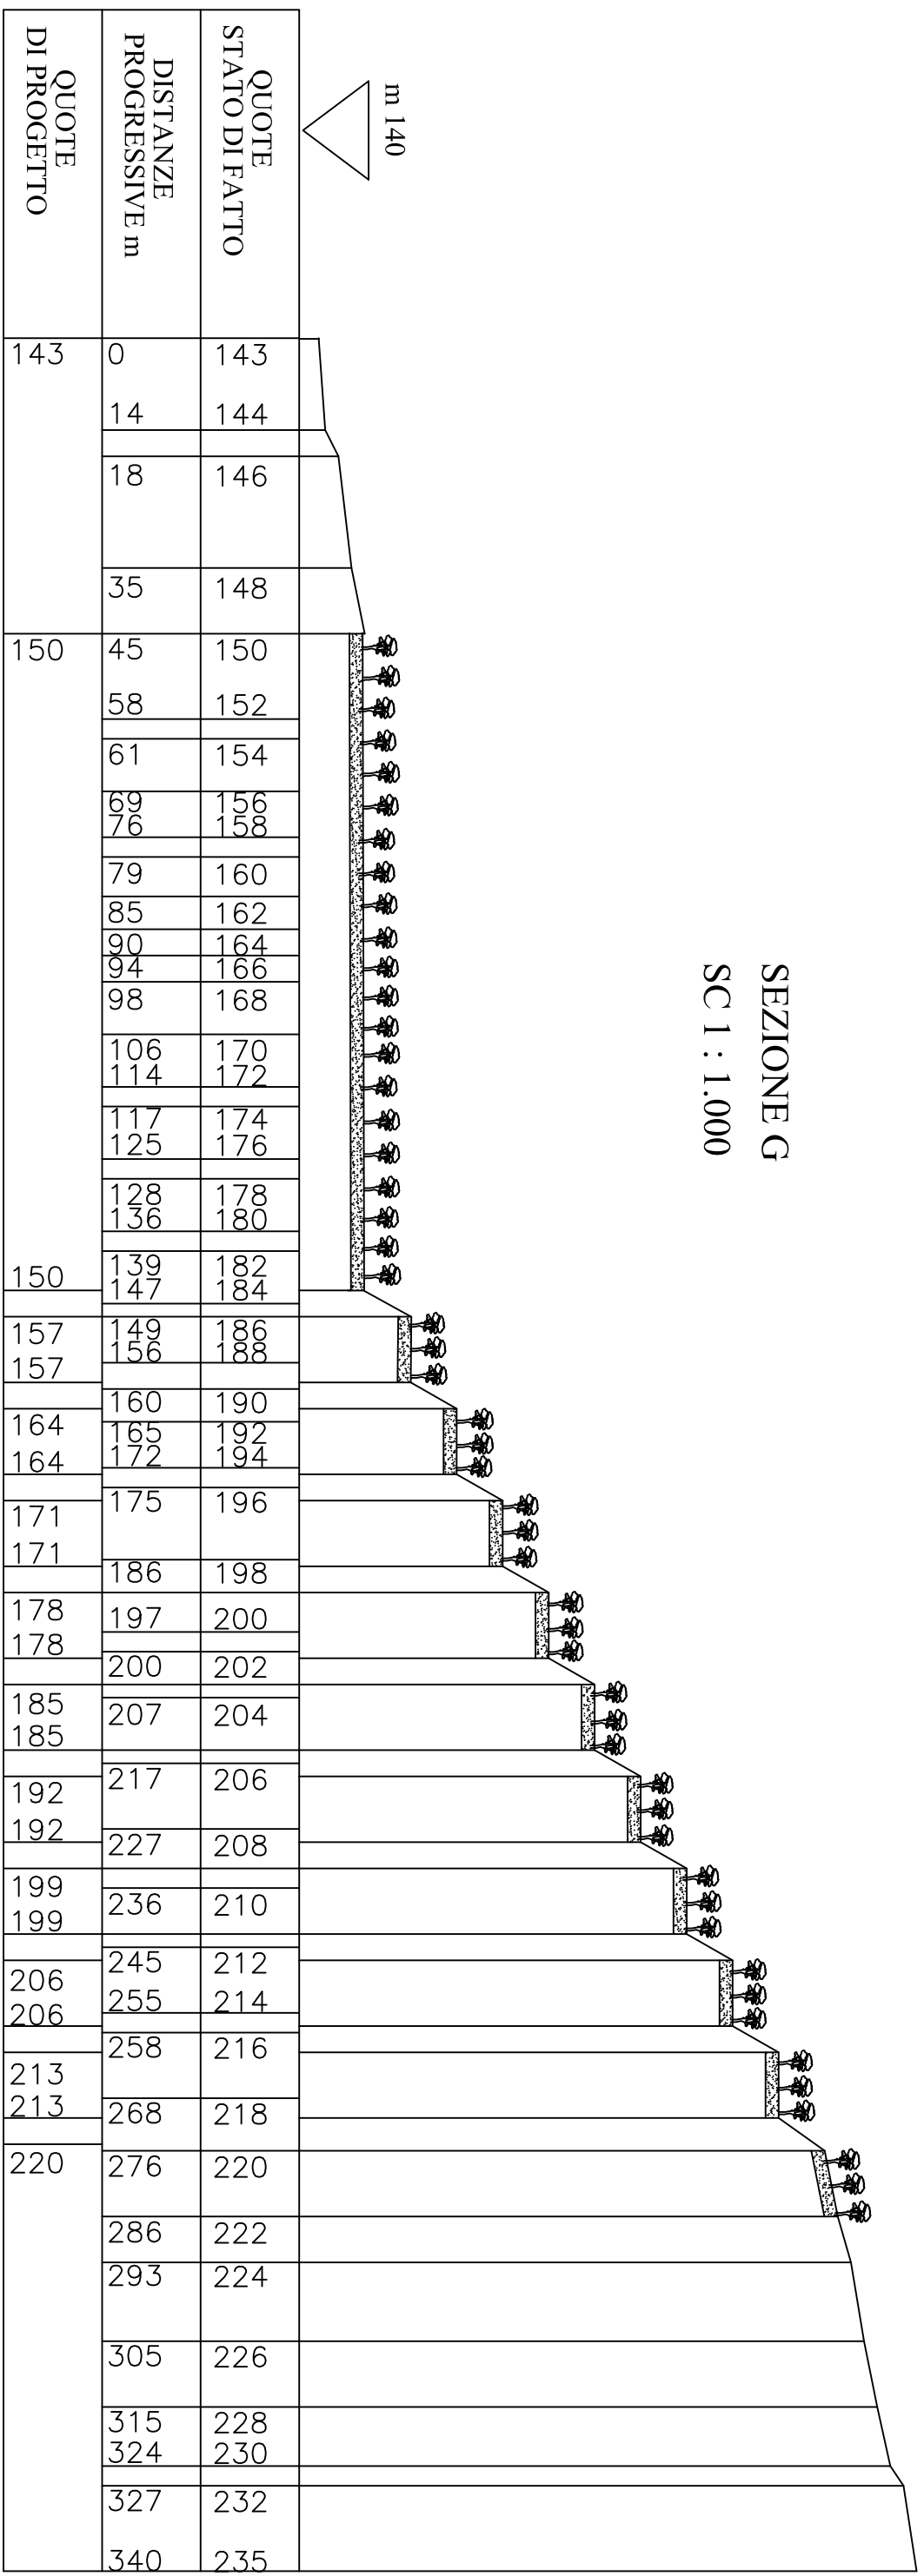 SEZIONE G
SC 1 : 1.000
m 140
QUOTE
STATO DI FATTO
143 144 146 148 150 152 154 156 158 160 162 164 166 168 170 172 174 176 178 180 182 184 186 188 190 192 194 196 198 200 202 204 206 208 210 212 214 216 218 220 222 224 226 228 230 232 235
DISTANZE
PROGRESSIVE m
0 14 18 35 45 58 61 69 76 79 85 90 94 98 106 114 117 125 128 136 139 147 149 156 160 165 172 175 186 197 200 207 217 227 236 245 255 258 268 276 286 293 305 315 324 327 340
QUOTE
DI PROGETTO
143 150 150 157 157 164 164 171 171 178 178 185 185 192 192 199 199 206 206 213 213 220